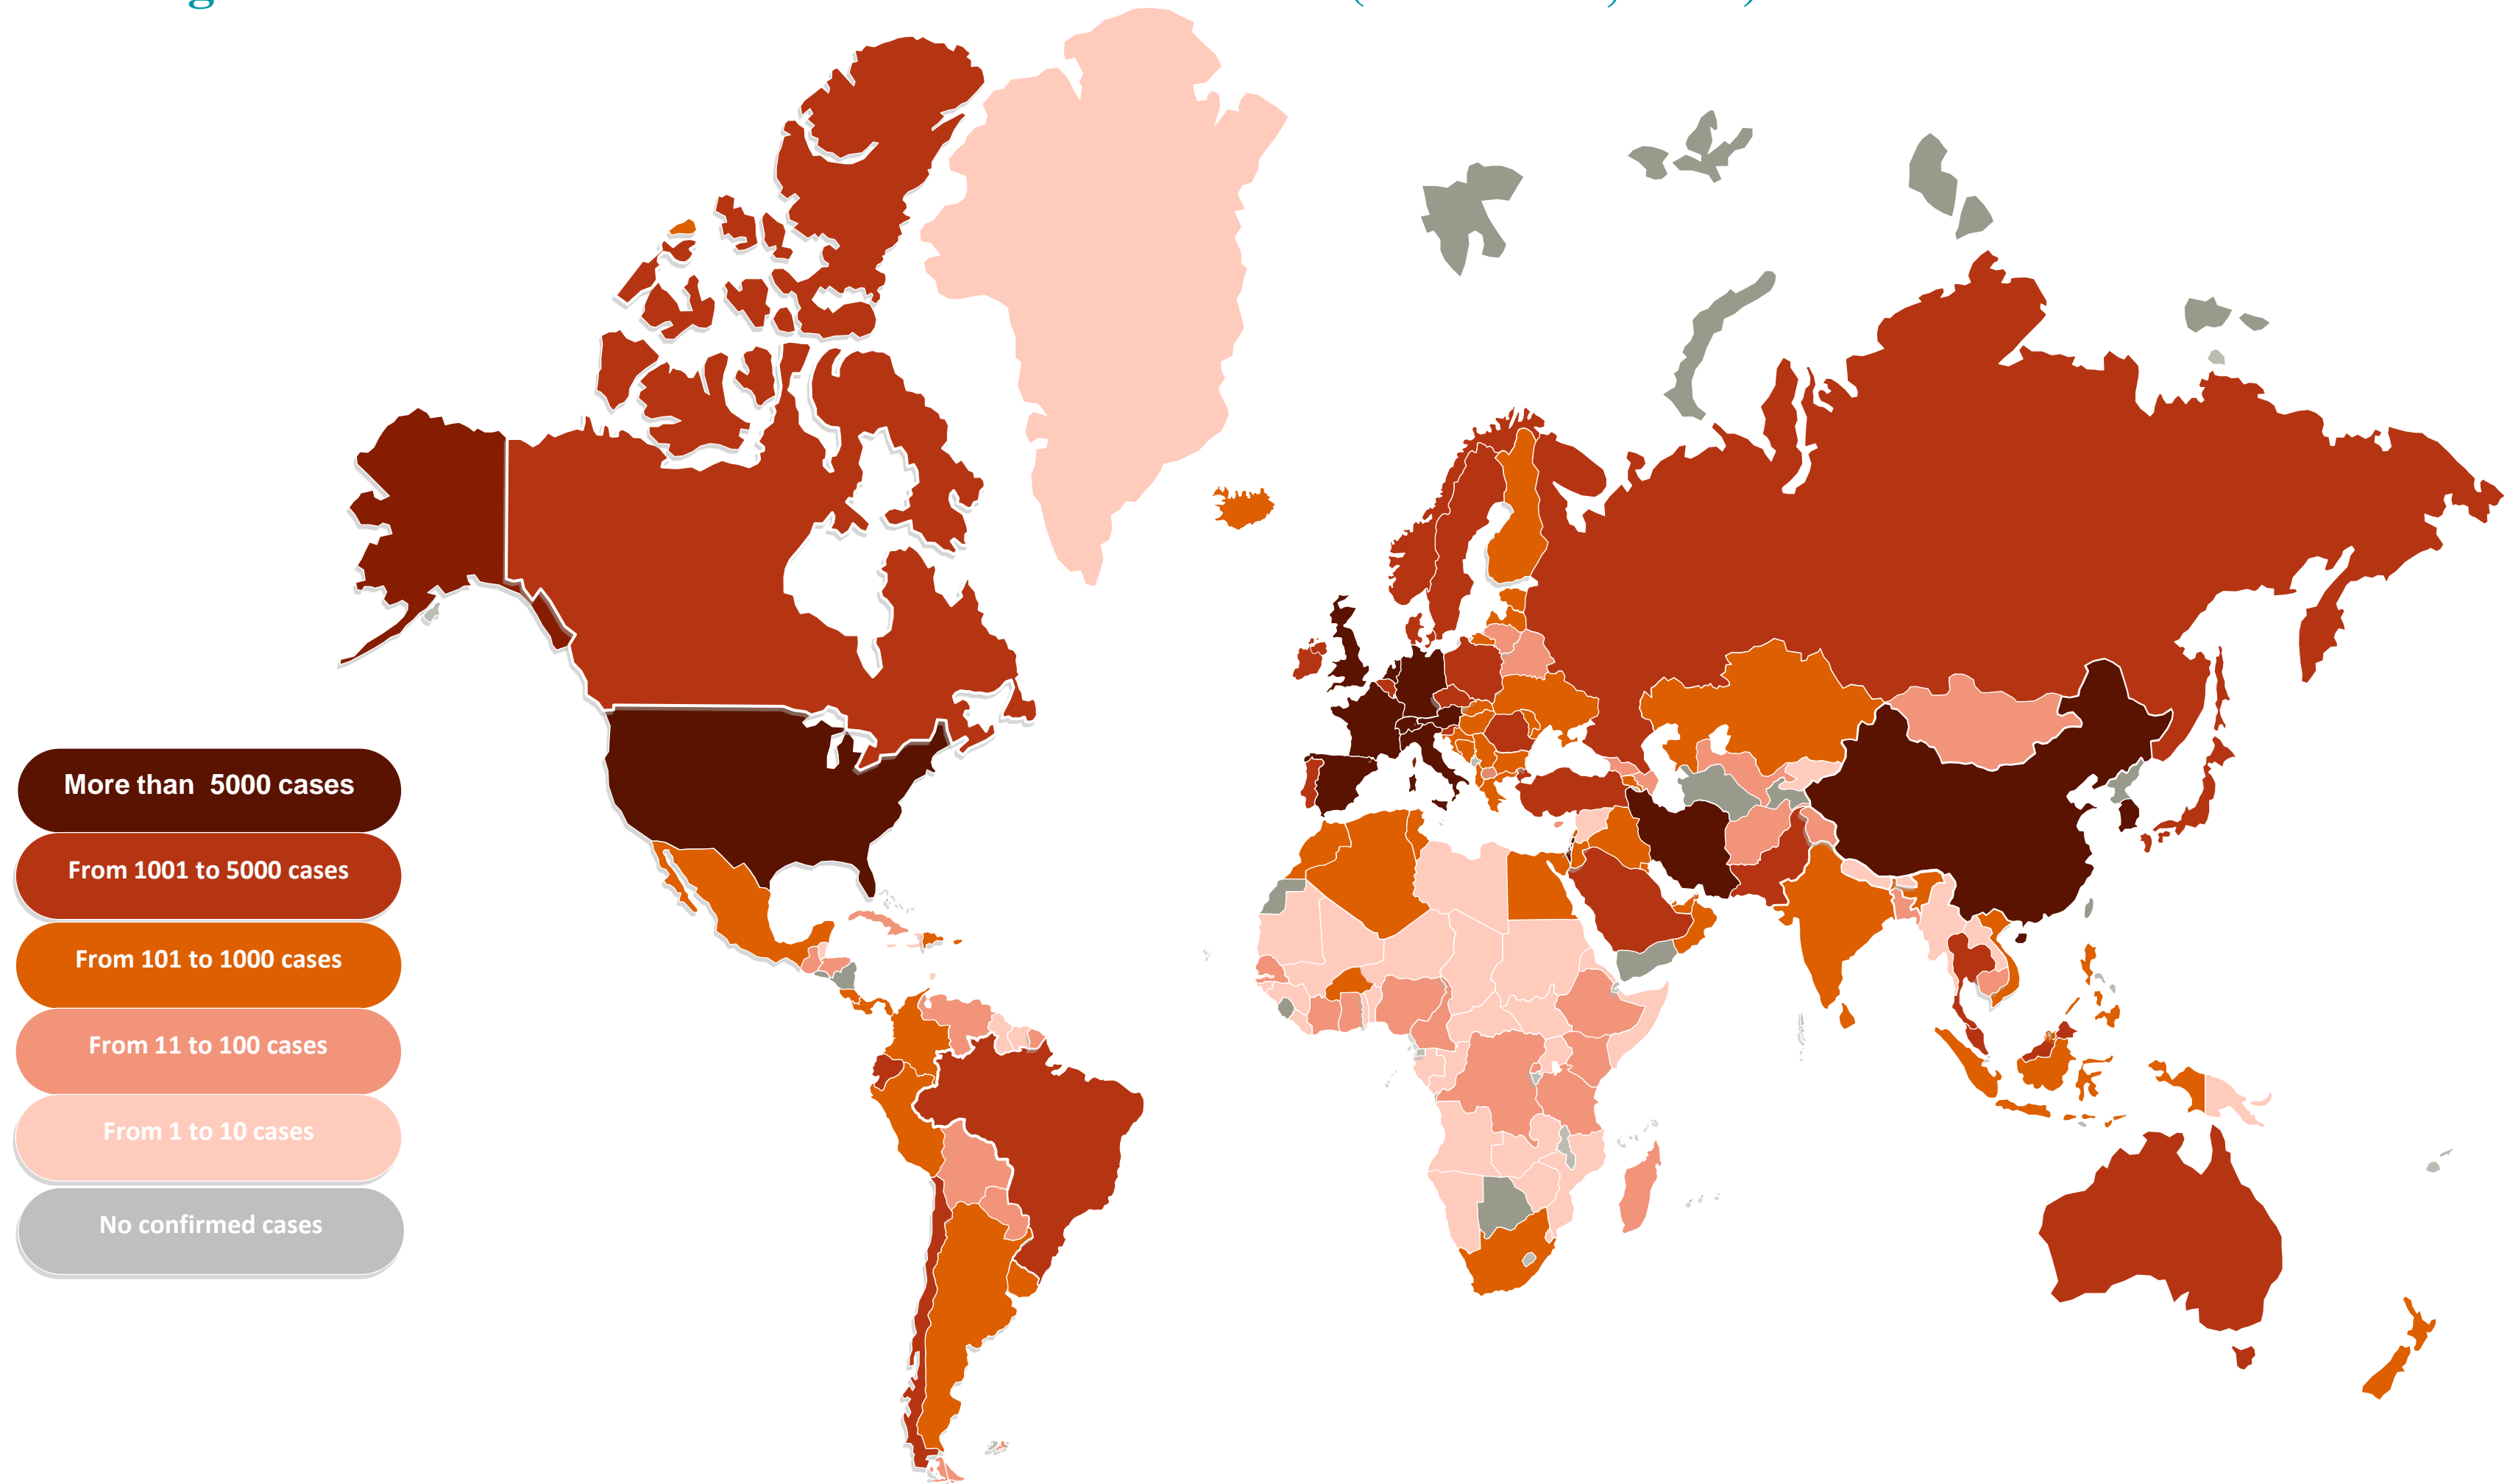 More than  5000 cases
From 1001 to 5000 cases
From 101 to 1000 cases
From 11 to 100 cases
From 1 to 10 cases
No confirmed cases